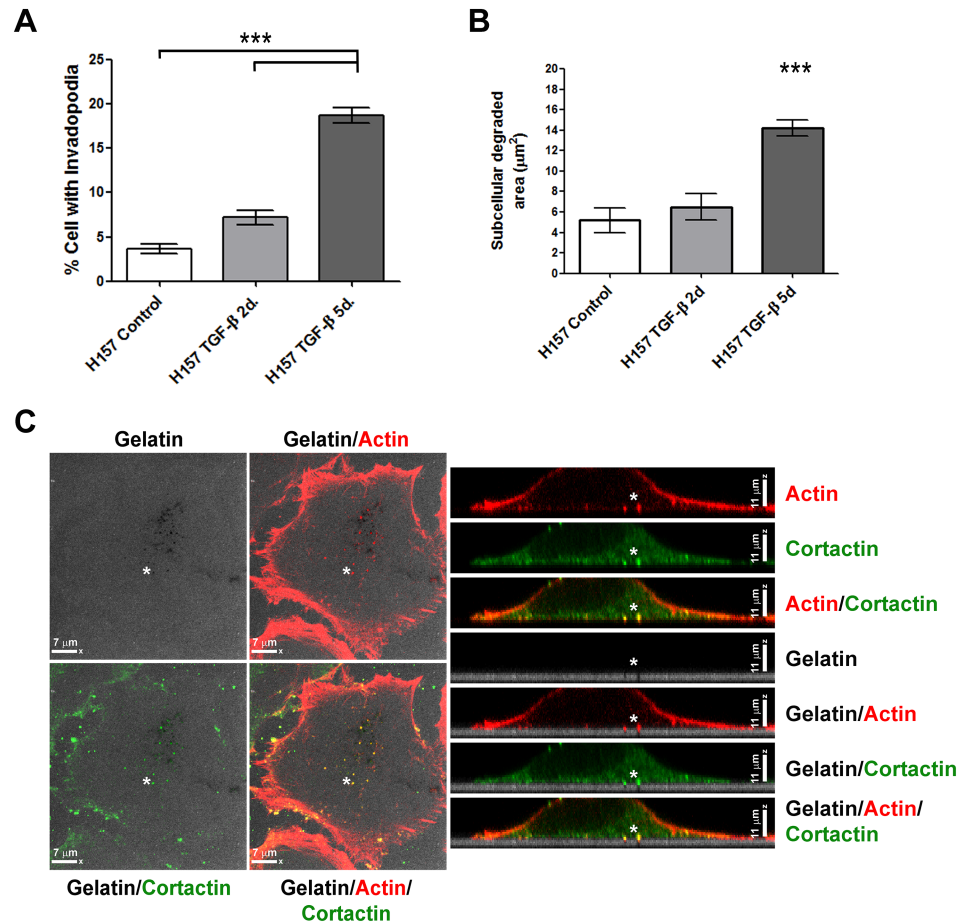 A
***
% Cell with Invadopodia
25
20
15
10
5
0
H157 Control
H157 TGF-β 2d.
H157 TGF-β 5d.
B
***
Subcellular degraded
area (μm²)
20
18
16
14
12
10
8
6
4
2
0
H157 Control
H157 TGF-β 2d
H157 TGF-β 5d
C
Gelatin
Gelatin/Actin
*
7 μm x
*
7 μm x
*
7 μm x
*
7 μm x
Gelatin/Cortactin
Gelatin/Actin/
Cortactin
*
11 μm z
Actin
*
11 μm z
Cortactin
*
11 μm z
Actin/Cortactin
*
11 μm z
Gelatin
*
11 μm z
Gelatin/Actin
*
11 μm z
Gelatin/Cortactin
*
11 μm z
Gelatin/Actin/
Cortactin